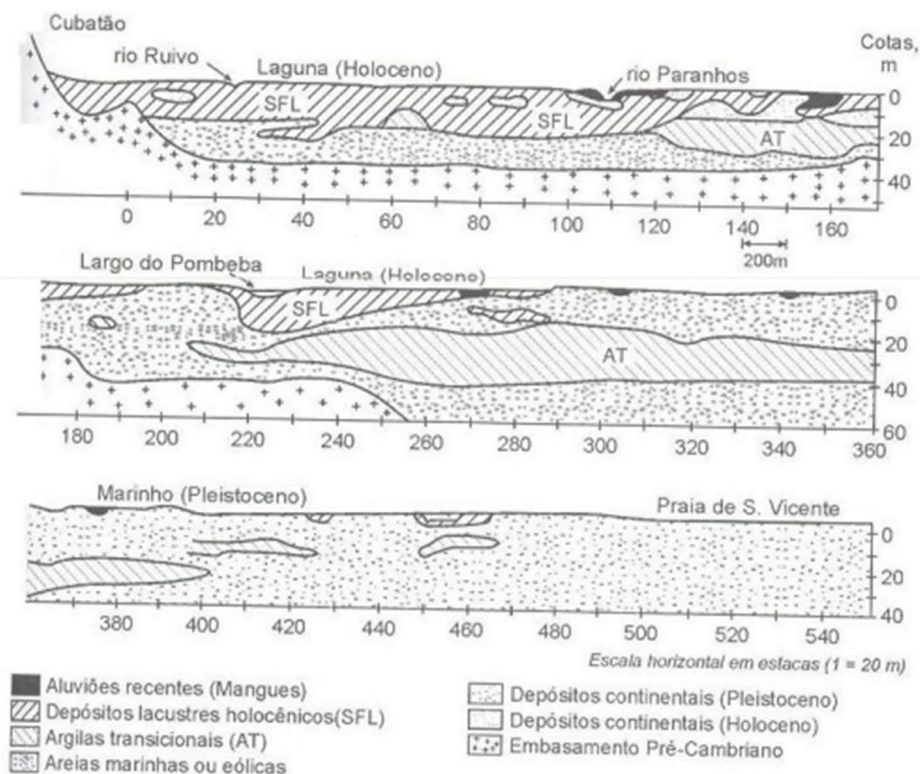 Cubatão
rio Ruivo
Laguna (Holoceno)
rio Paranhos
Cotas,
m
SFL
SFL
AT
0
10
20
40
0 20 40 60 80 100 120 140 160
200m
Largo do Pombeba
Laguna (Holoceno)
SFL
AT
0
20
40
60
180 200 220 240 260 280 300 320 340 360
Marinho (Pleistoceno)
Praia de S. Vicente
0
20
40
380 400 420 440 460 480 500 520 540
Escala horizontal em estacas (1 = 20 m)
Aluviões recentes (Mangues)
Depósitos lacustres holocênicos(SFL)
Argilas transicionais (AT)
Areias marinhas ou eólicas
Depósitos continentais (Pleistoceno)
Depósitos continentais (Holoceno)
Embasamento Pré-Cambriano